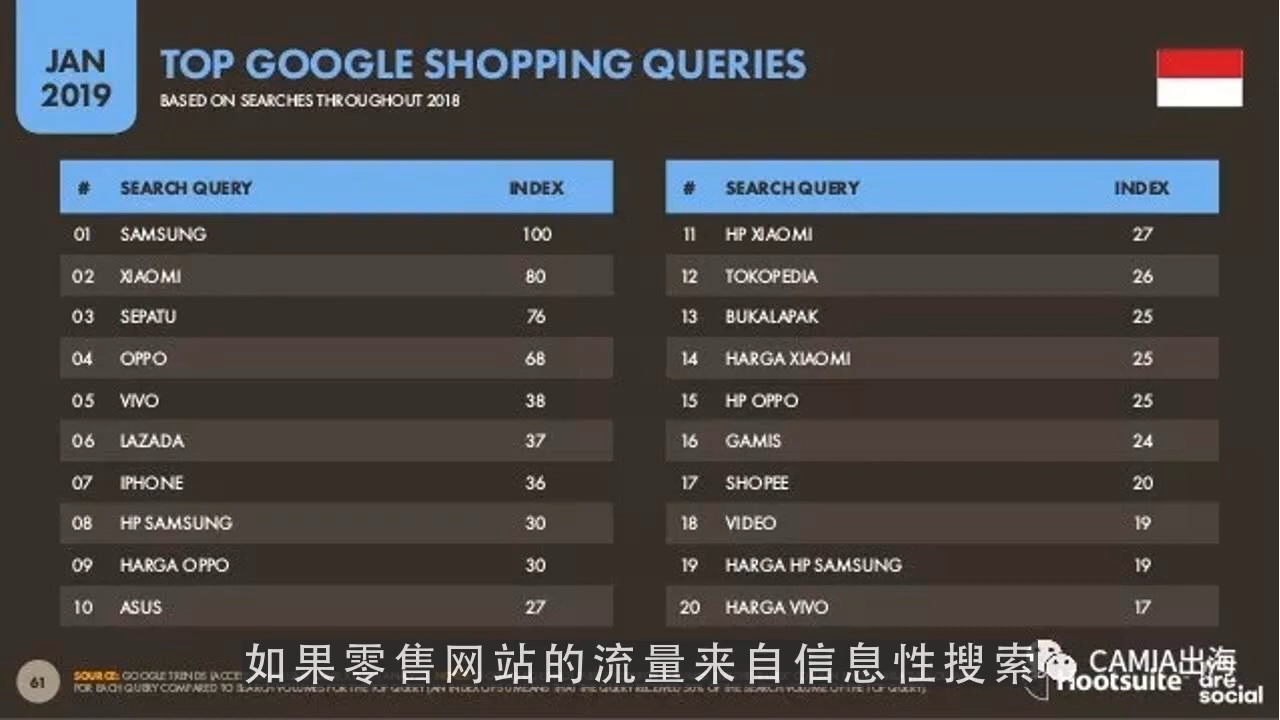 JAN
2019
TOP GOOGLE SHOPPING QUERIES
BASED ON SEARCHES THROUGHOUT 2018
# SEARCH QUERY INDEX
01 SAMSUNG 100
02 XIAOMI 80
03 SEPATU 76
04 OPPO 68
05 VIVO 38
06 LAZADA 37
07 IPHONE 36
08 HP SAMSUNG 30
09 HARGA OPPO 30
10 ASUS 27
# SEARCH QUERY INDEX
11 HP XIAOMI 27
12 TOKOPEDIA 26
13 BUKALAPAK 25
14 HARGA XIAOMI 25
15 HP OPPO 25
16 GAMIS 24
17 SHOPEE 20
18 VIDEO 19
19 HARGA HP SAMSUNG 19
20 HARGA VIVO 17
如果零售网站的流量来自信息性搜索
61
SOURCE: GOOGLE TRENDS
CAMIA出海
Hootsuite
are
social